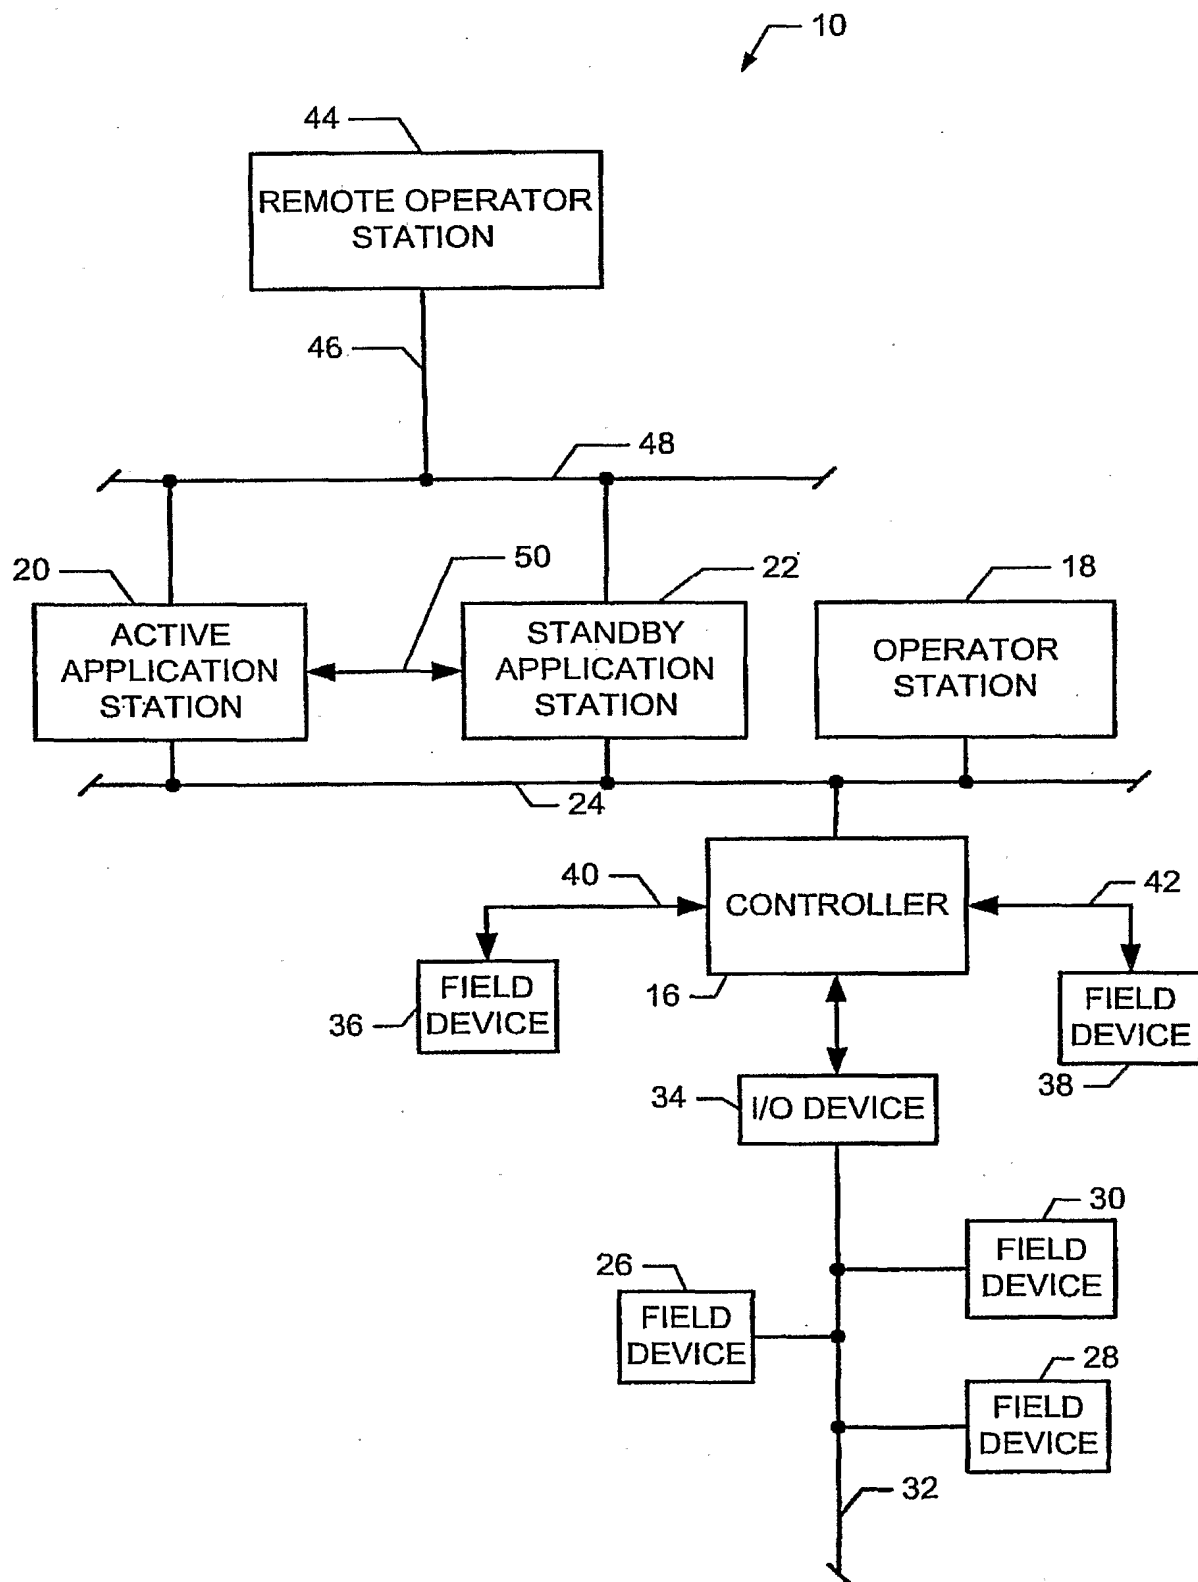 10
44
REMOTE OPERATOR
STATION
46
48
50
20
22
18
ACTIVE
APPLICATION
STATION
STANDBY
APPLICATION
STATION
OPERATOR
STATION
24
40
42
CONTROLLER
16
36
FIELD
DEVICE
FIELD
DEVICE
38
34
I/O DEVICE
30
FIELD
DEVICE
26
FIELD
DEVICE
28
FIELD
DEVICE
32